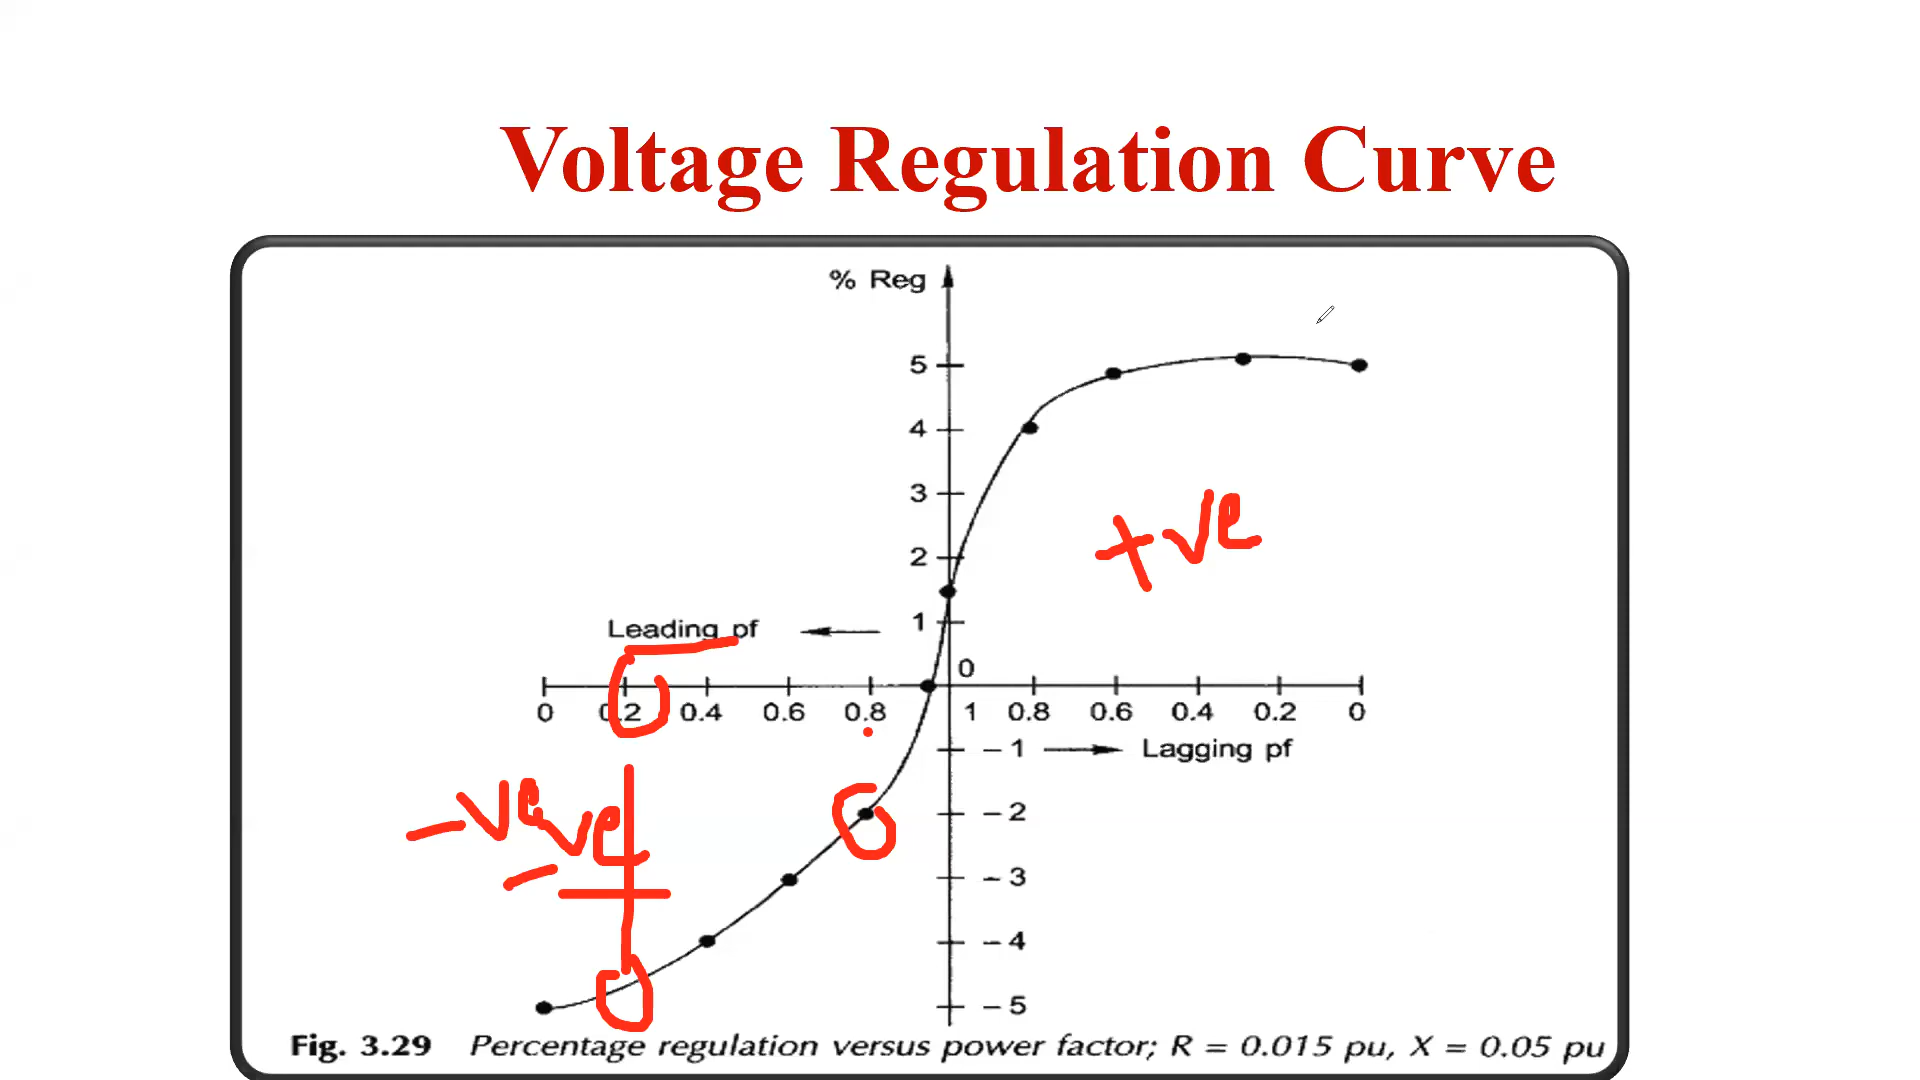 Voltage Regulation Curve
% Reg
5
4
3
+ve
2
Leading pf
1
0
0 0.2 0.4 0.6 0.8 1 0.8 0.6 0.4 0.2 0
– 1 Lagging pf
-ve
-ve
– 2
– 3
– 4
– 5
Fig. 3.29 Percentage regulation versus power factor; R = 0.015 pu, X = 0.05 pu